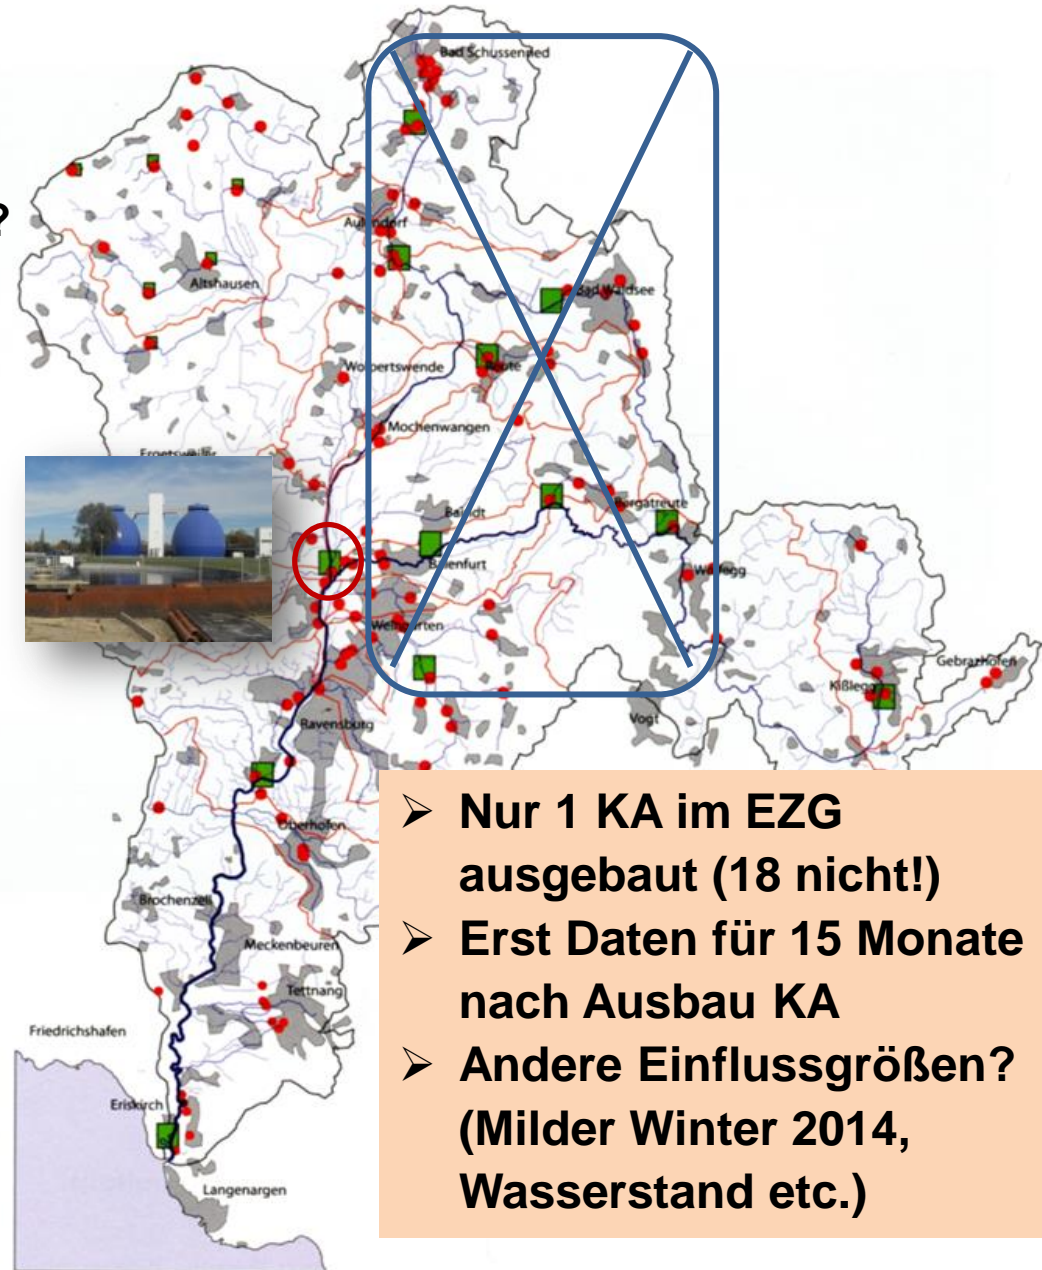 Bad Schussenried
?
Aulendorf
Altshausen
Bad Waldsee
Wolpertswende
Reute
Mochenwangen
Fronetsweiler
Baindt
Bergatreute
Baienfurt
Wolfegg
Weingarten
Gebrazhofen
Kißlegg
Vogt
Ravensburg
➢ Nur 1 KA im EZG
ausgebaut (18 nicht!)
Oberhofen
➢ Erst Daten für 15 Monate
nach Ausbau KA
Brochenzell
Meckenbeuren
Tettnang
➢ Andere Einflussgrößen?
(Milder Winter 2014,
Wasserstand etc.)
Friedrichshafen
Eriskirch
Langenargen